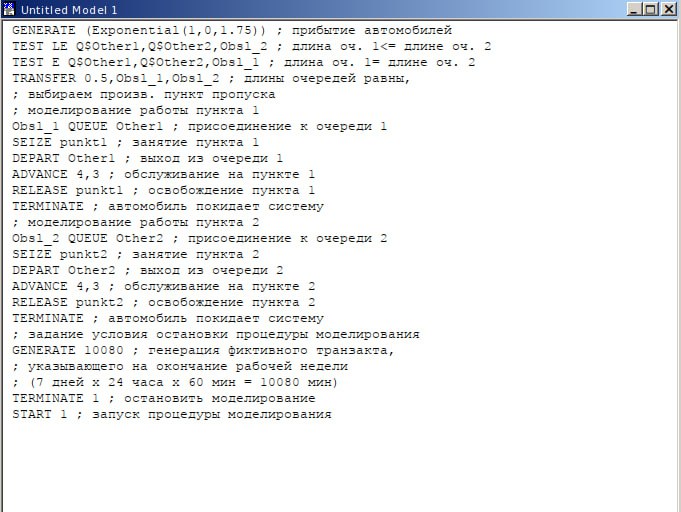 Untitled Model 1
GENERATE (Exponential(1,0,1.75)) ; прибытие автомобилей
TEST LE Q$Other1,Q$Other2,Obsl_2 ; длина оч. 1<= длине оч. 2
TEST E Q$Other1,Q$Other2,Obsl_1 ; длина оч. 1= длине оч. 2
TRANSFER 0.5,Obsl_1,Obsl_2 ; длины очередей равны,
; выбираем произв. пункт пропуска
; моделирование работы пункта 1
Obsl_1 QUEUE Other1 ; присоединение к очереди 1
SEIZE punkt1 ; занятие пункта 1
DEPART Other1 ; выход из очереди 1
ADVANCE 4,3 ; обслуживание на пункте 1
RELEASE punkt1 ; освобождение пункта 1
TERMINATE ; автомобиль покидает систему
; моделирование работы пункта 2
Obsl_2 QUEUE Other2 ; присоединение к очереди 2
SEIZE punkt2 ; занятие пункта 2
DEPART Other2 ; выход из очереди 2
ADVANCE 4,3 ; обслуживание на пункте 2
RELEASE punkt2 ; освобождение пункта 2
TERMINATE ; автомобиль покидает систему
; задание условия остановки процедуры моделирования
GENERATE 10080 ; генерация фиктивного транзакта,
; указывающего на окончание рабочей недели
; (7 дней x 24 часа x 60 мин = 10080 мин)
TERMINATE 1 ; остановить моделирование
START 1 ; запуск процедуры моделирования